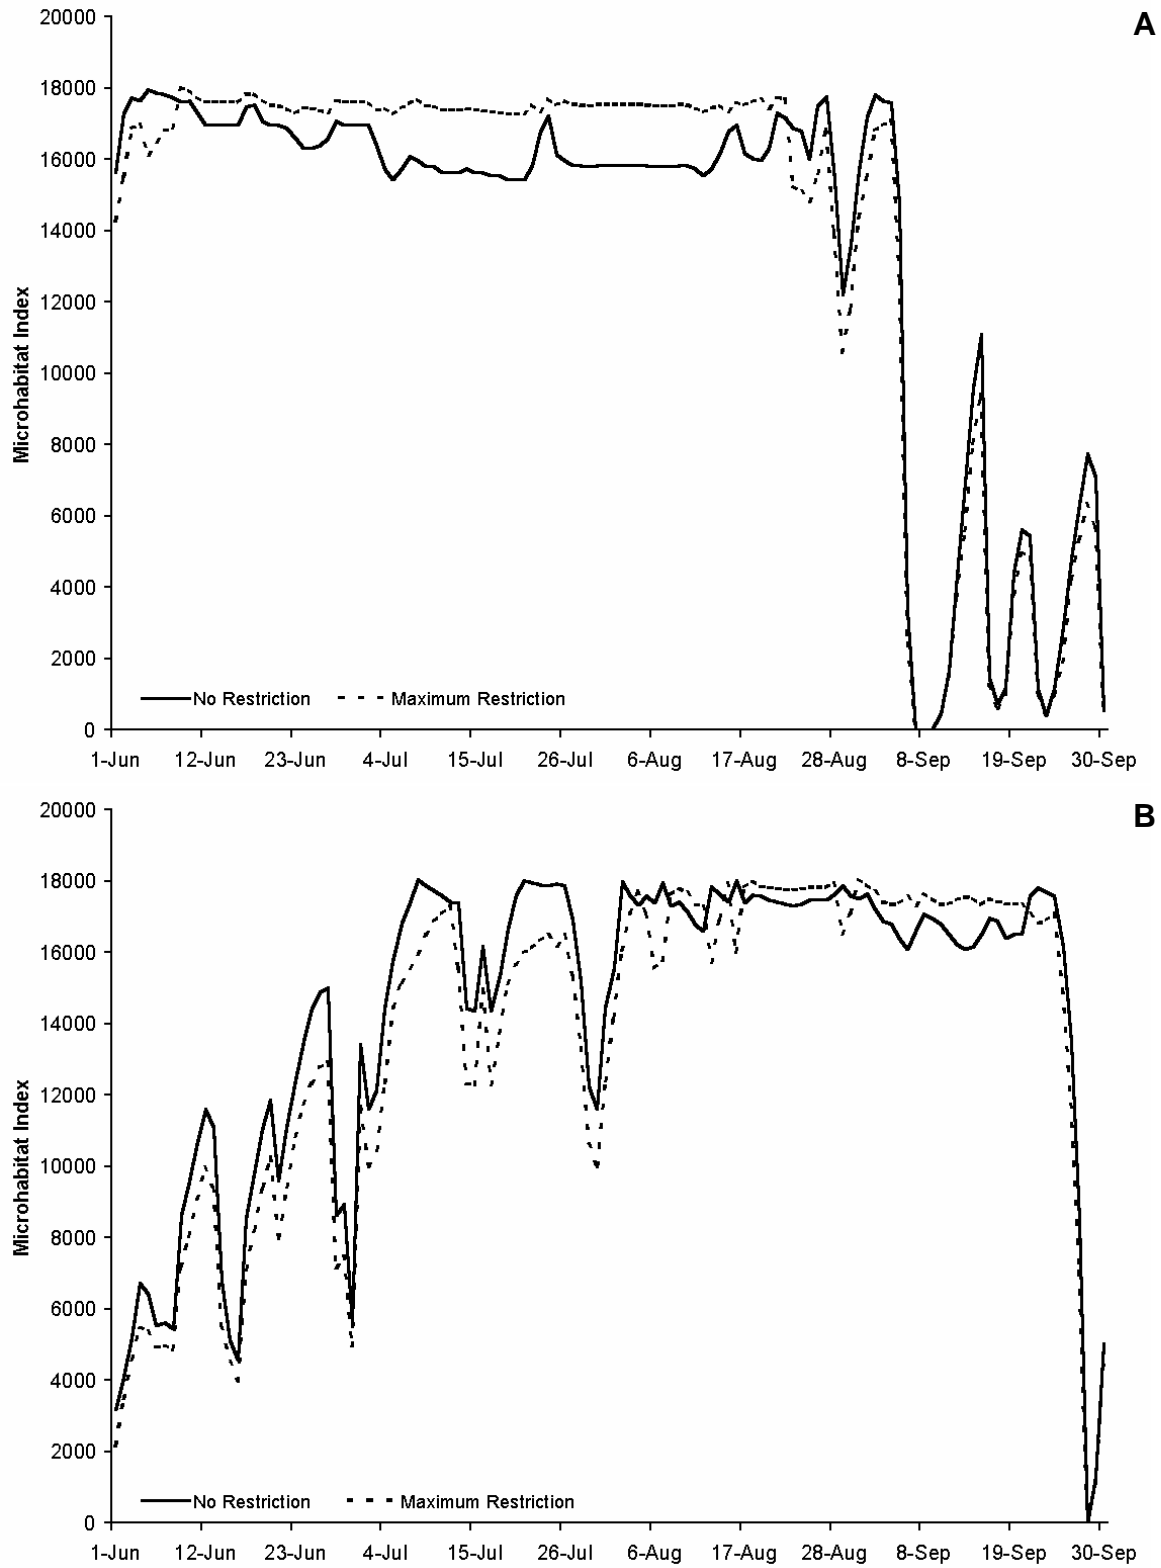 A
20000
18000
16000
14000
12000
10000
8000
6000
4000
2000
0
Microhabitat Index
No Restriction Maximum Restriction
1-Jun 12-Jun 23-Jun 4-Jul 15-Jul 26-Jul 6-Aug 17-Aug 28-Aug 8-Sep 19-Sep 30-Sep
B
20000
18000
16000
14000
12000
10000
8000
6000
4000
2000
0
Microhabitat Index
No Restriction Maximum Restriction
1-Jun 12-Jun 23-Jun 4-Jul 15-Jul 26-Jul 6-Aug 17-Aug 28-Aug 8-Sep 19-Sep 30-Sep